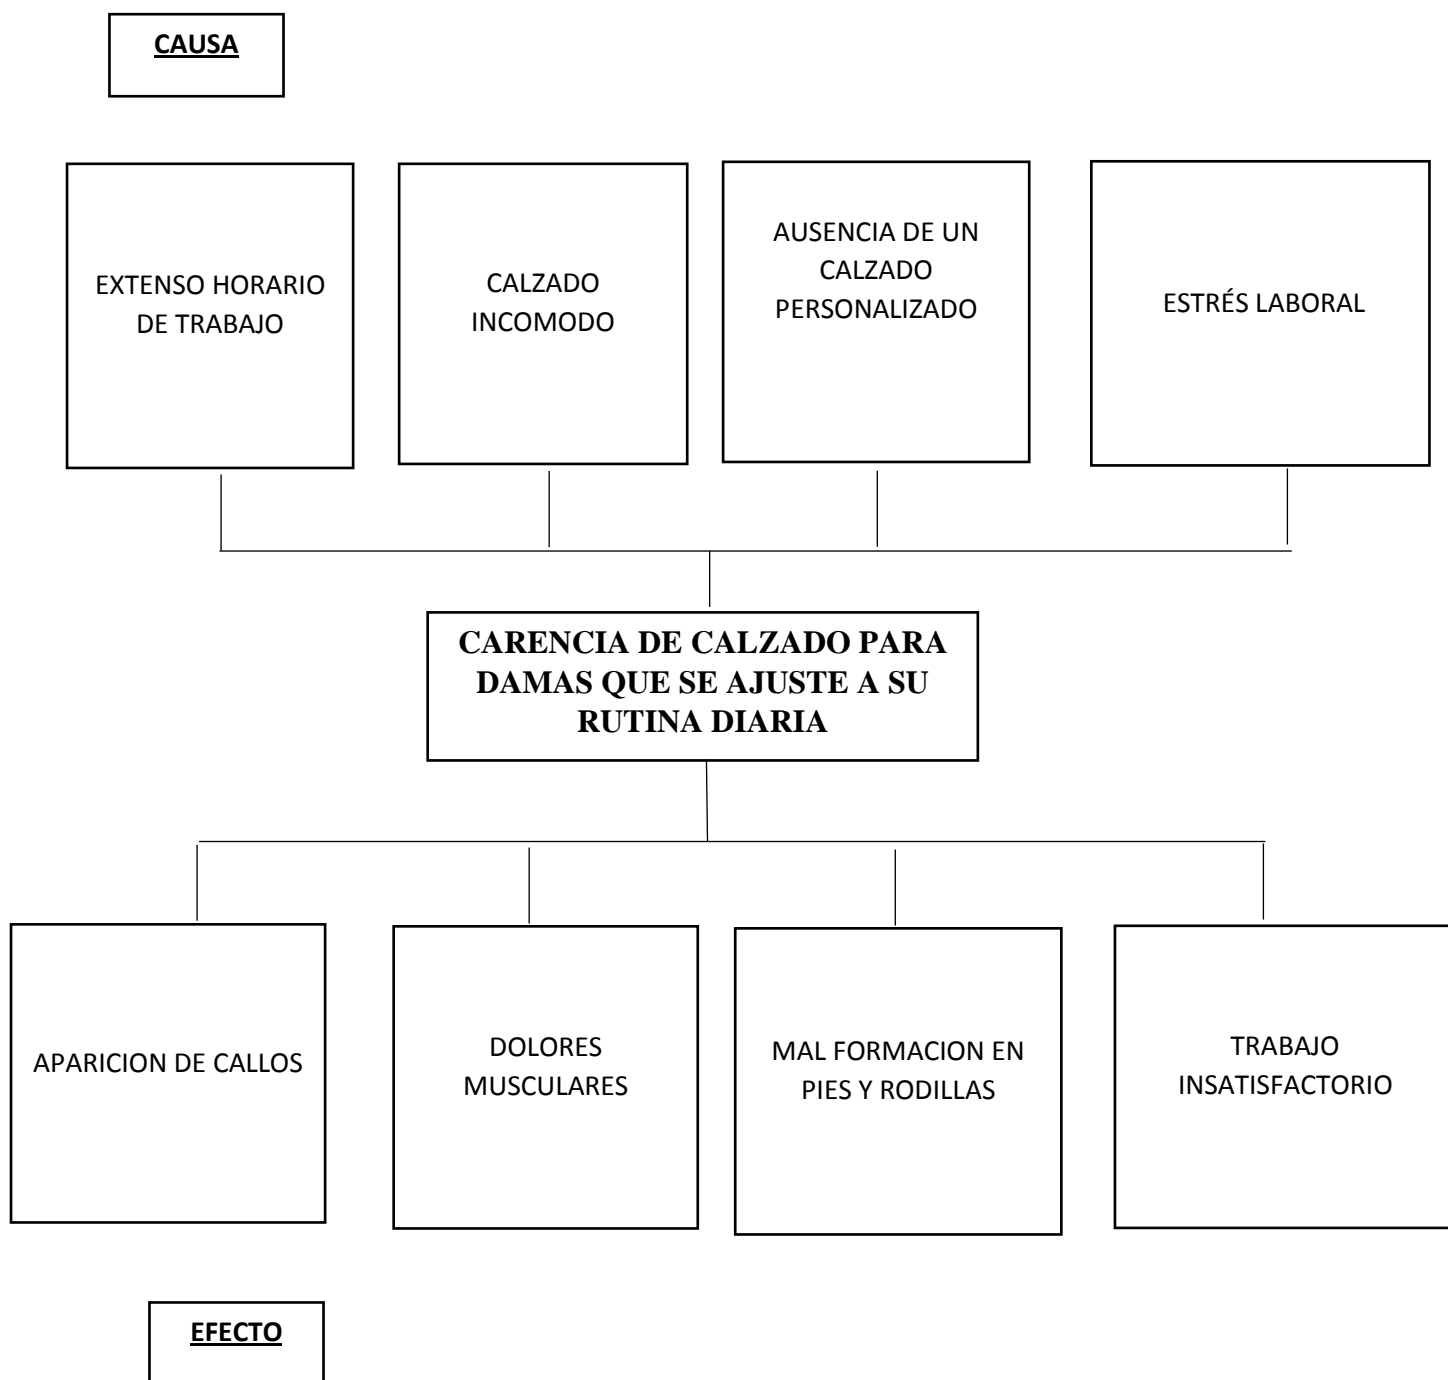 CAUSA
EXTENSO HORARIO
DE TRABAJO
CALZADO
INCOMODO
AUSENCIA DE UN
CALZADO
PERSONALIZADO
ESTRÉS LABORAL
CARENCIA DE CALZADO PARA
DAMAS QUE SE AJUSTE A SU
RUTINA DIARIA
APARICION DE CALLOS
DOLORES
MUSCULARES
MAL FORMACION EN
PIES Y RODILLAS
TRABAJO
INSATISFACTORIO
EFECTO